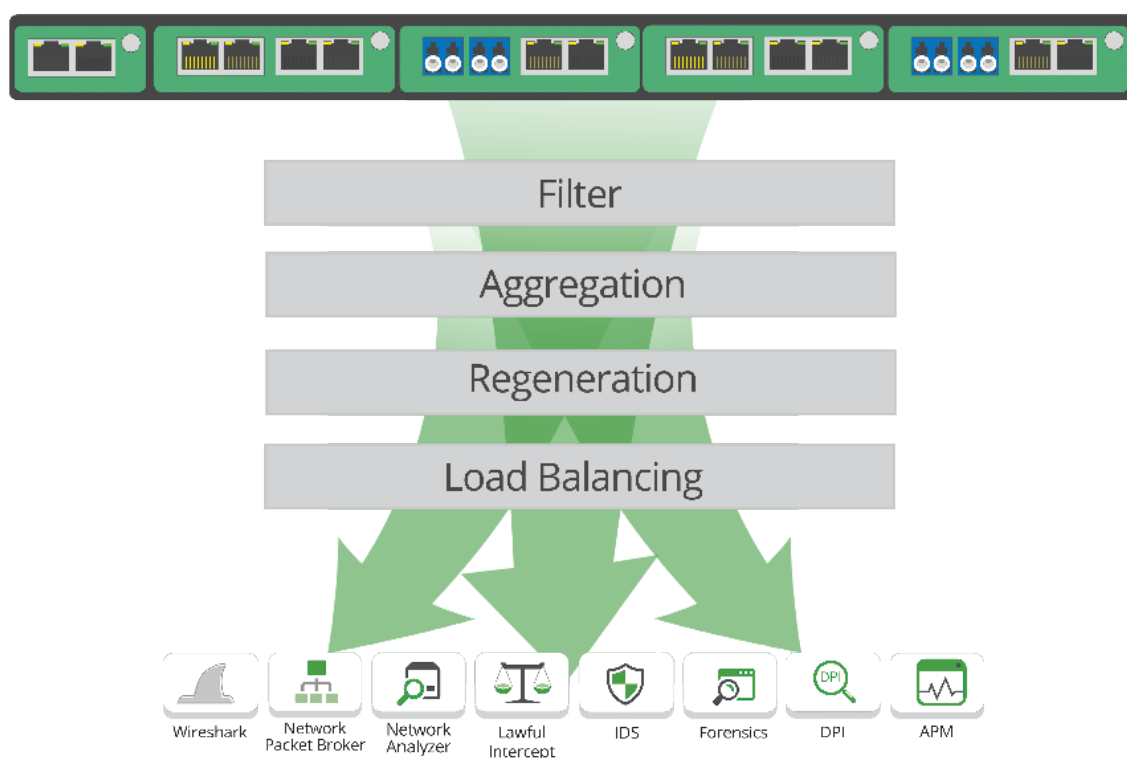 Filter
Aggregation
Regeneration
Load Balancing
Wireshark
Network
Packet Broker
Network
Analyzer
Lawful
Intercept
IDS
Forensics
DPI
DPI
APM